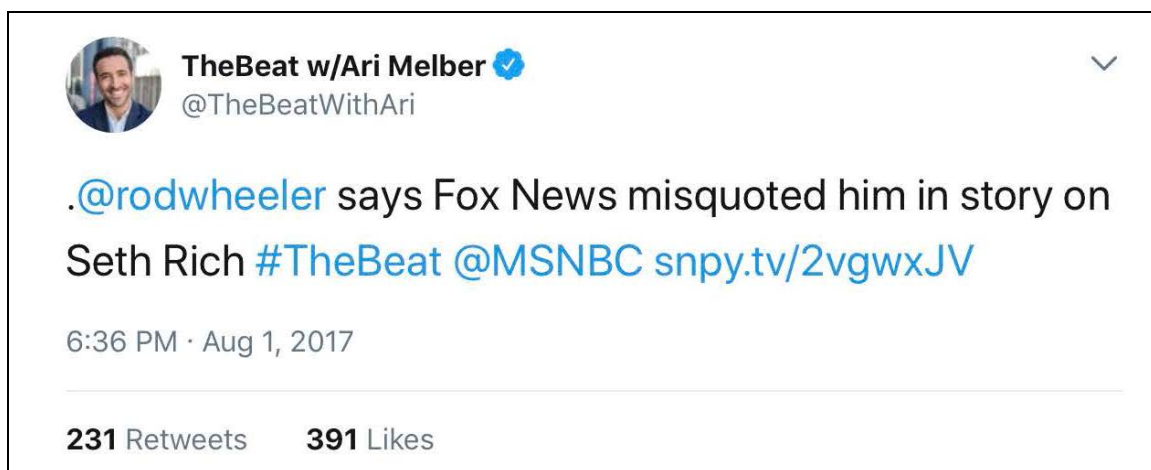 TheBeat w/Ari Melber
@TheBeatWithAri
.@rodwheeler says Fox News misquoted him in story on
Seth Rich #TheBeat @MSNBC snpy.tv/2vgwxJV
6:36 PM · Aug 1, 2017
231 Retweets 391 Likes